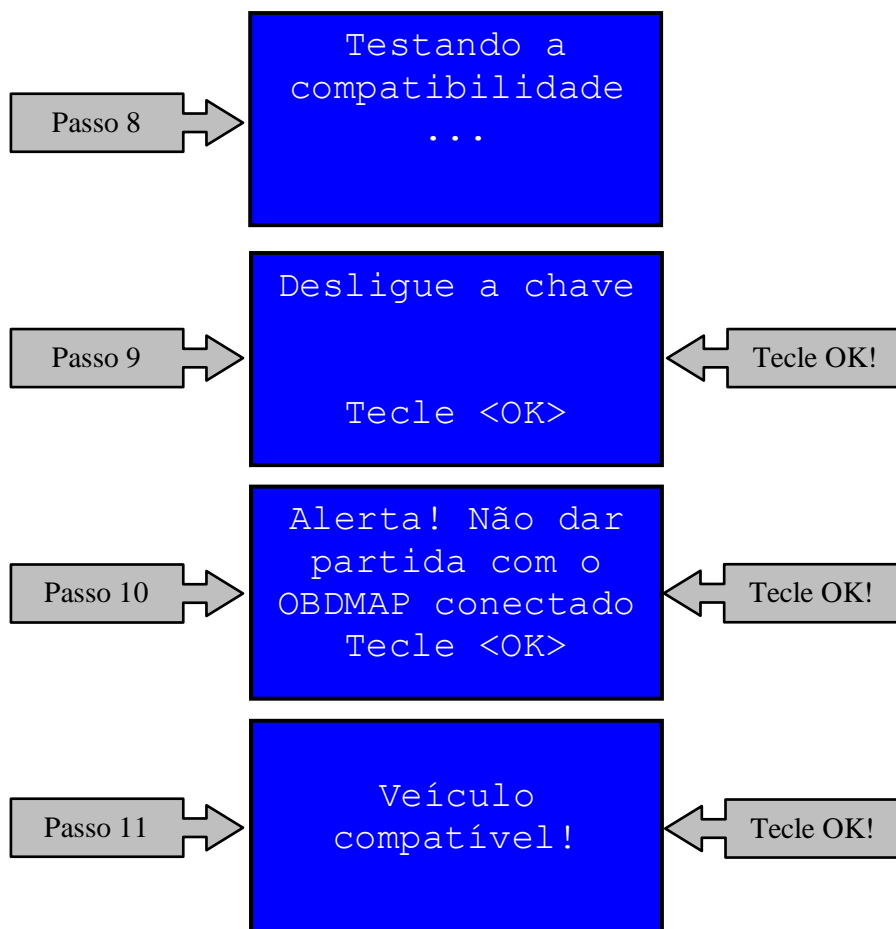 Passo 8
Testando a
compatibilidade
...
Passo 9
Desligue a chave
Tecle <OK>
Tecle OK!
Passo 10
Alerta! Não dar
partida com o
OBDMAP conectado
Tecle <OK>
Tecle OK!
Passo 11
Veículo
compatível!
Tecle OK!